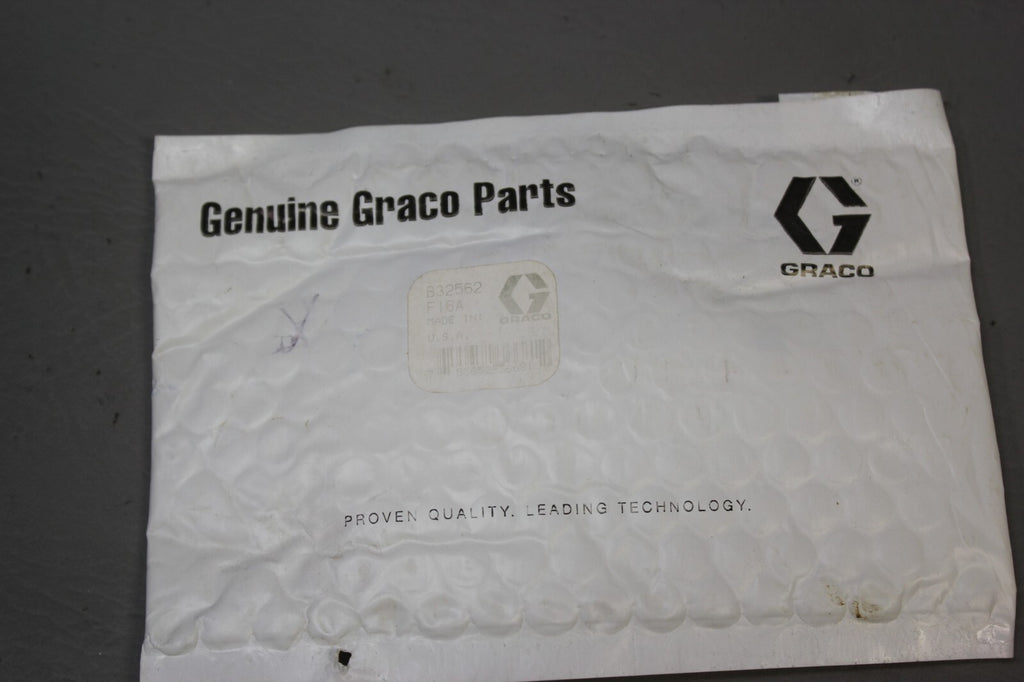 Genuine Graco Parts
®
GRACO
B32562
F16A
GRACO
MADE IN:
U.S.A.
PROVEN QUALITY. LEADING TECHNOLOGY.